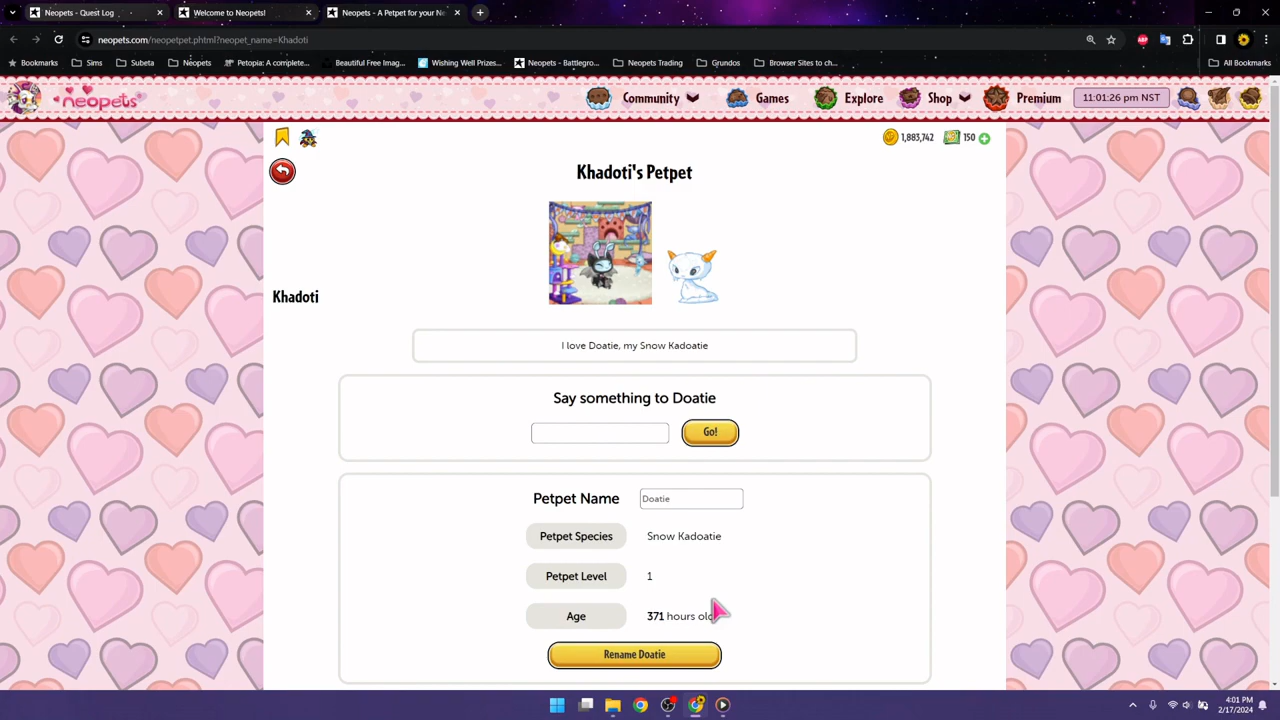 Neopets - Quest Log
Welcome to Neopets!
Neopets - A Petpet for your Ne
neopets.com/neopetpet.phtml?neopet_name=Khadoti
Bookmarks Sims Subeta Neopets Petopia: A complete... Beautiful Free Imag... Wishing Well Prizes... Neopets - Battlegro... Neopets Trading Grundos Browser Sites to ch... All Bookmarks
neopets Community Games Explore Shop Premium 11:01:26 pm NST
1,883,742 150
Khadoti's Petpet
Khadoti
I love Doatie, my Snow Kadoatie
Say something to Doatie
Go!
Petpet Name Doatie
Petpet Species Snow Kadoatie
Petpet Level 1
Age 371 hours old
Rename Doatie
4:01 PM
2/17/2024